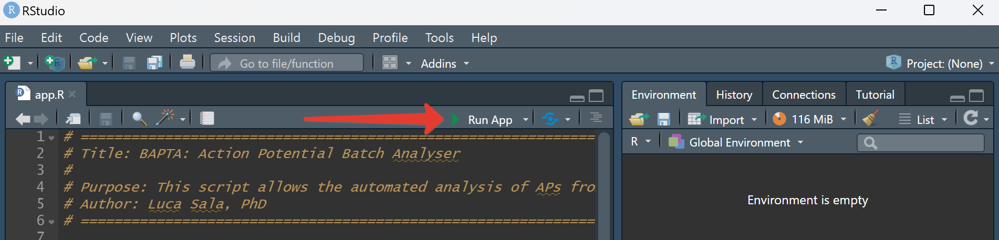 RStudio
File Edit Code View Plots Session Build Debug Profile Tools Help
Go to file/function Addins Project: (None)
app.R
Run App
1 # =============================================================
2 # Title: BAPTA: Action Potential Batch Analyser
3 #
4 # Purpose: This script allows the automated analysis of APs fro
5 # Author: Luca Sala, PhD
6 # =============================================================
7
Environment History Connections Tutorial
Import 116 MiB List
R Global Environment
Environment is empty